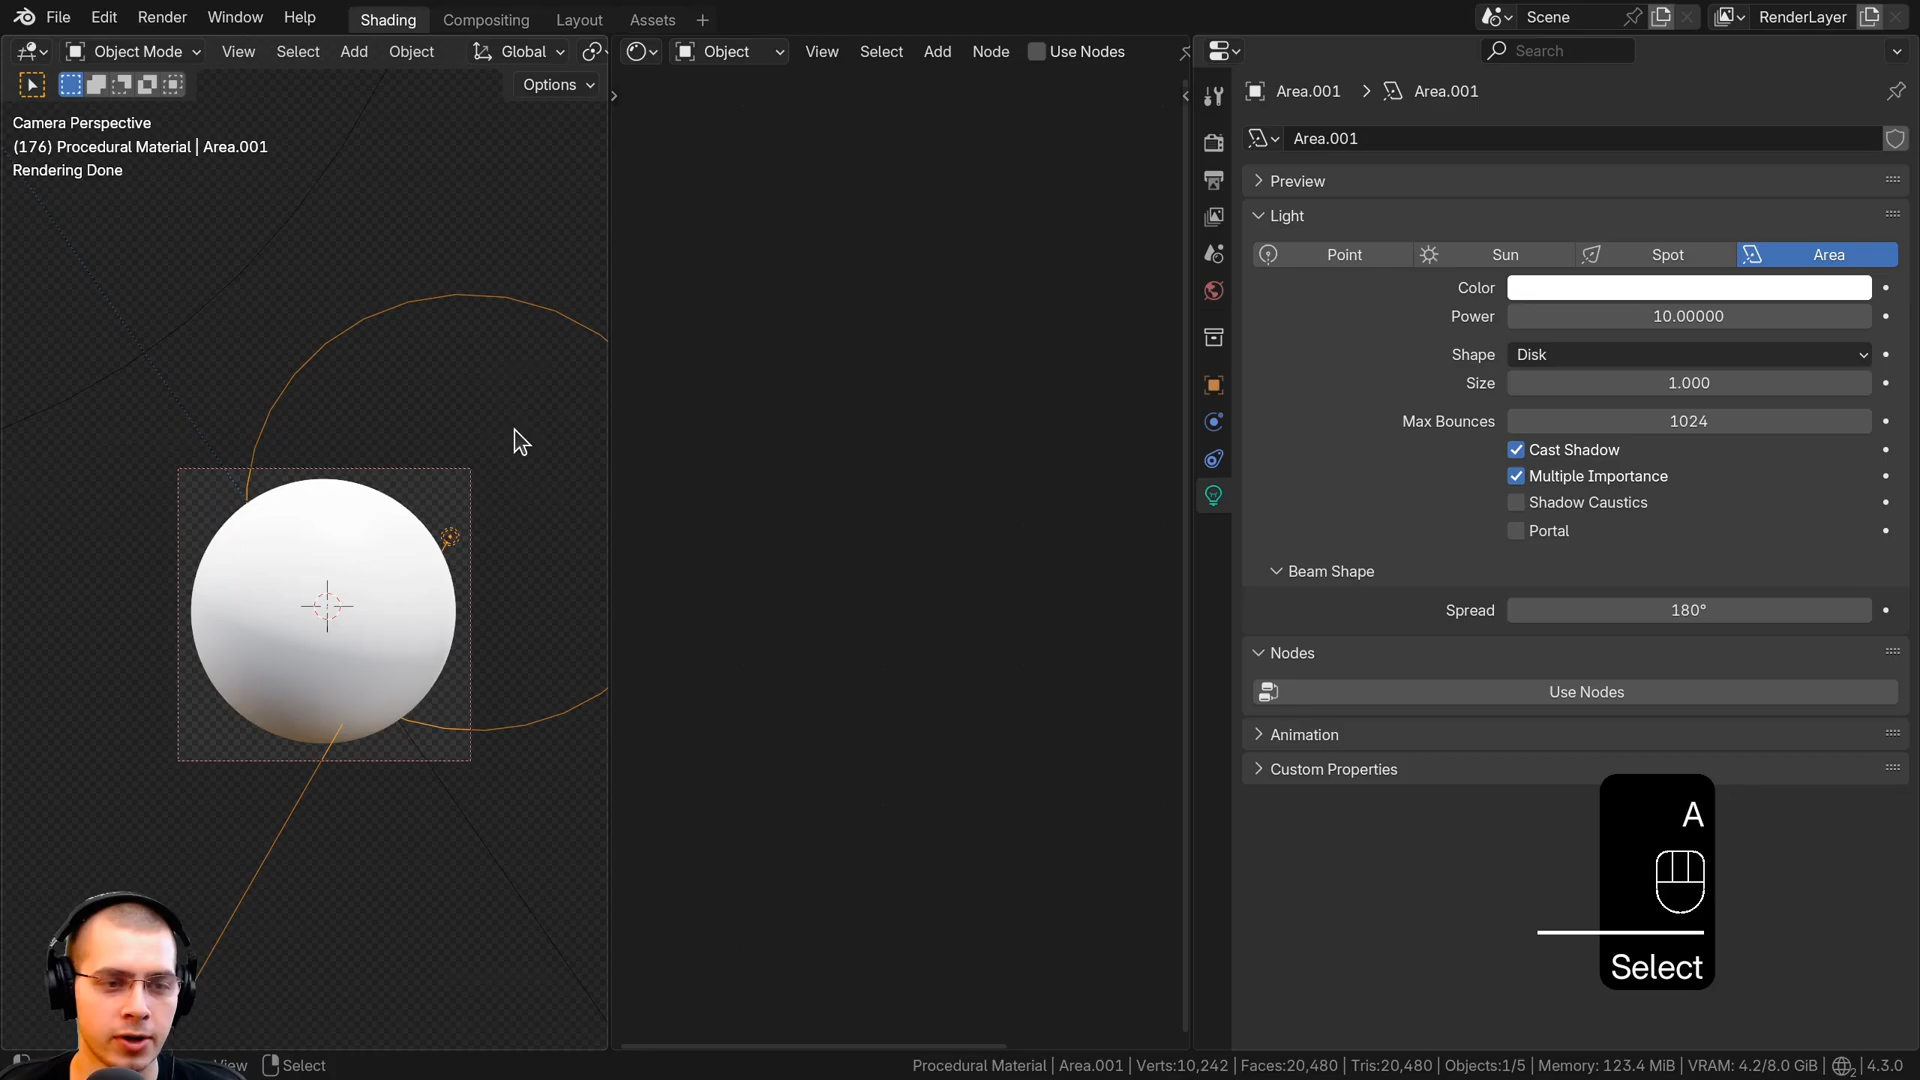 File Edit Render Window Help Shading Compositing Layout Assets Scene RenderLayer
Object Mode View Select Add Object Global Object View Select Add Node Use Nodes Search
Options
Camera Perspective
(176) Procedural Material | Area.001
Rendering Done
Area.001 Area.001
Area.001
Preview
Light
Point Sun Spot Area
Color
Power 10.00000
Shape Disk
Size 1.000
Max Bounces 1024
Cast Shadow
Multiple Importance
Shadow Caustics
Portal
Beam Shape
Spread 180°
Nodes
Use Nodes
Animation
Custom Properties
A
Select
View Select Procedural Material | Area.001 | Verts:10,242 | Faces:20,480 | Tris:20,480 | Objects:1/5 | Memory: 123.4 MiB | VRAM: 4.2/8.0 GiB | 2 4.3.0